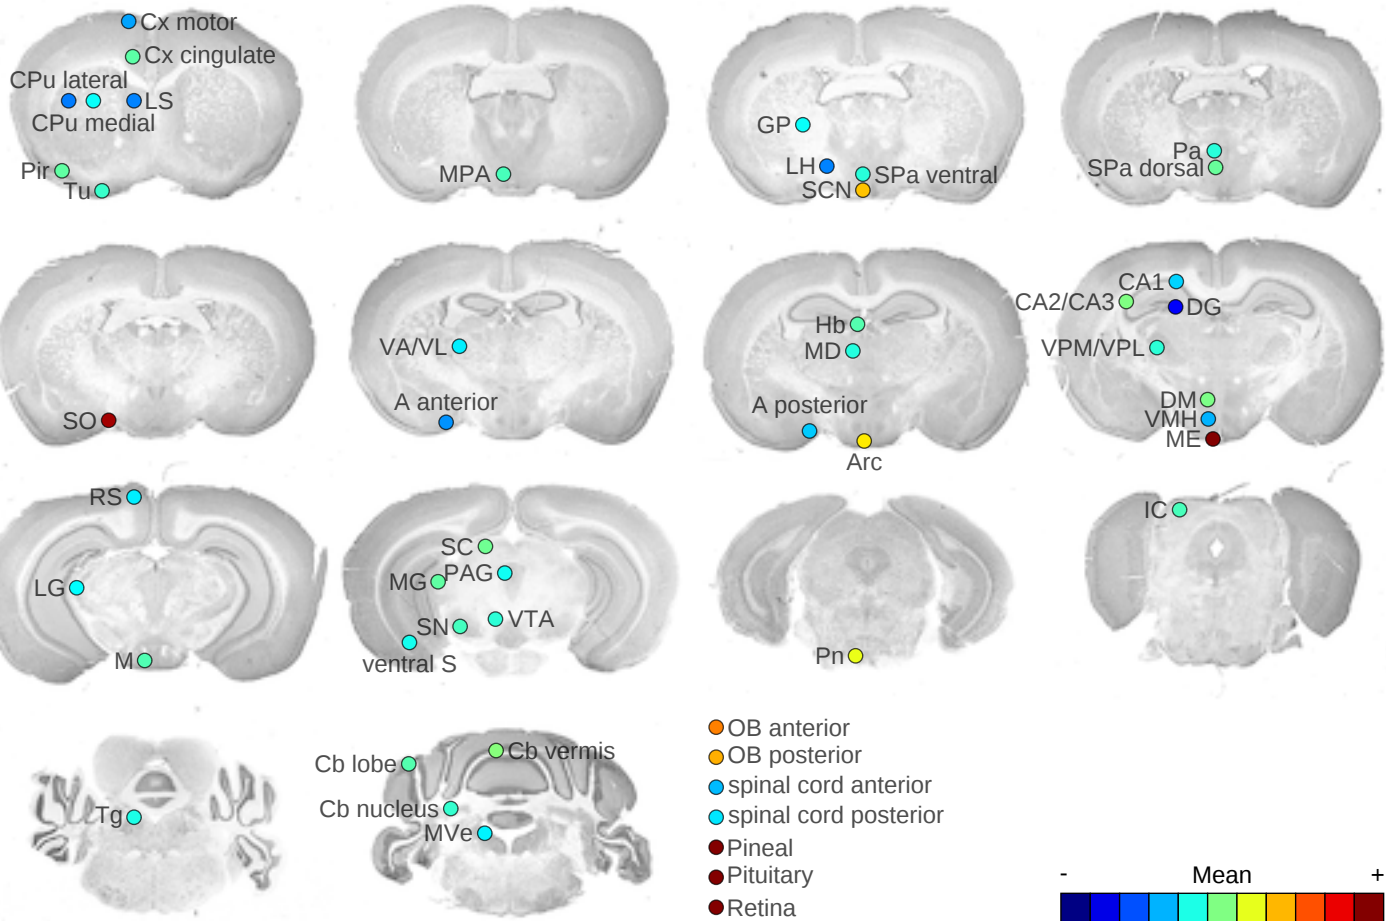 Cx motor
Cx cingulate
CPu lateral
LS
CPu medial
Pir
Tu
MPA
GP
LH
SPa ventral
SCN
Pa
SPa dorsal
SO
VA/VL
A anterior
Hb
MD
A posterior
Arc
CA1
CA2/CA3
DG
VPM/VPL
DM
VMH
ME
RS
LG
M
SC
MG
PAG
SN
VTA
ventral S
Pn
IC
Tg
Cb lobe
Cb vermis
Cb nucleus
MVe
OB anterior
OB posterior
spinal cord anterior
spinal cord posterior
Pineal
Pituitary
Retina
- Mean +